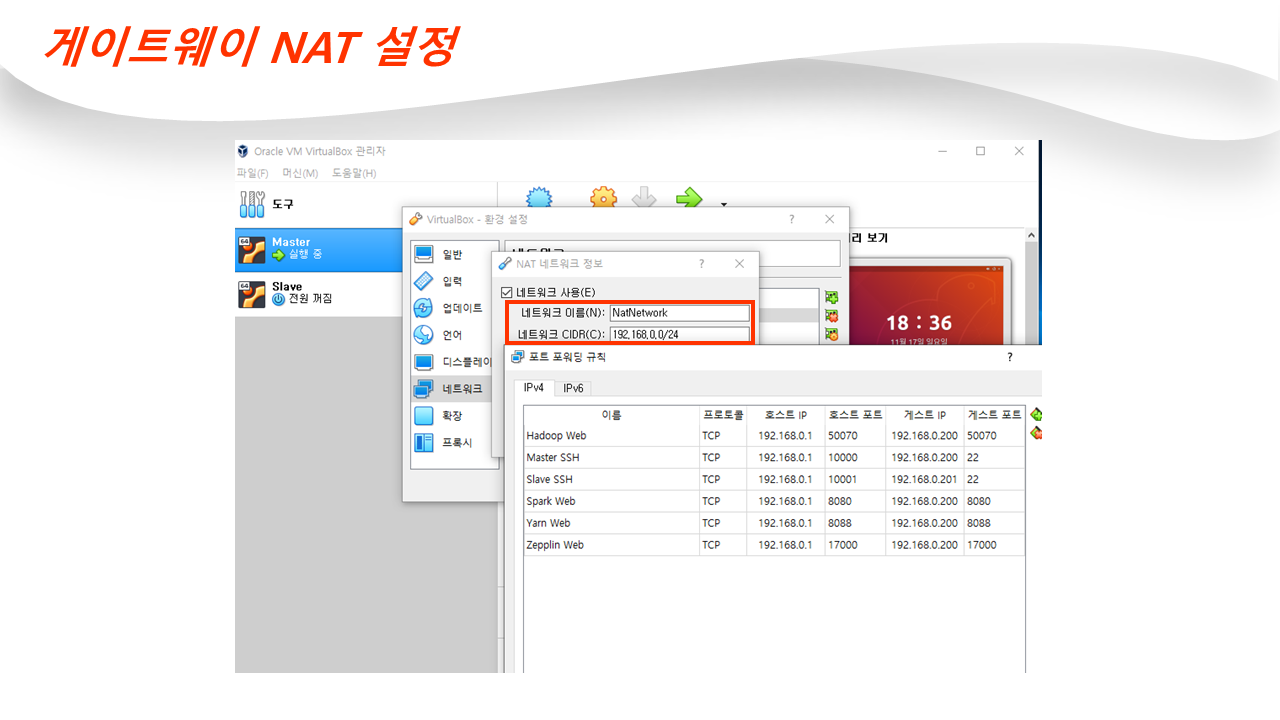 게이트웨이 NAT 설정
Oracle VM VirtualBox 관리자
파일(F) 머신(M) 도움말(H)
도구
Master
실행 중
Slave
전원 꺼짐
VirtualBox - 환경 설정 ?
일반
입력
업데이트
언어
디스플레이
네트워크
확장
프록시
리 보기
18:36
11월 17일 일요일
NAT 네트워크 정보 ?
네트워크 사용(E)
네트워크 이름(N): NatNetwork
네트워크 CIDR(C): 192.168.0.0/24
포트 포워딩 규칙 ?
IPv4 IPv6
이름 프로토콜 호스트 IP 호스트 포트 게스트 IP 게스트 포트
Hadoop Web TCP 192.168.0.1 50070 192.168.0.200 50070
Master SSH TCP 192.168.0.1 10000 192.168.0.200 22
Slave SSH TCP 192.168.0.1 10001 192.168.0.201 22
Spark Web TCP 192.168.0.1 8080 192.168.0.200 8080
Yarn Web TCP 192.168.0.1 8088 192.168.0.200 8088
Zepplin Web TCP 192.168.0.1 17000 192.168.0.200 17000